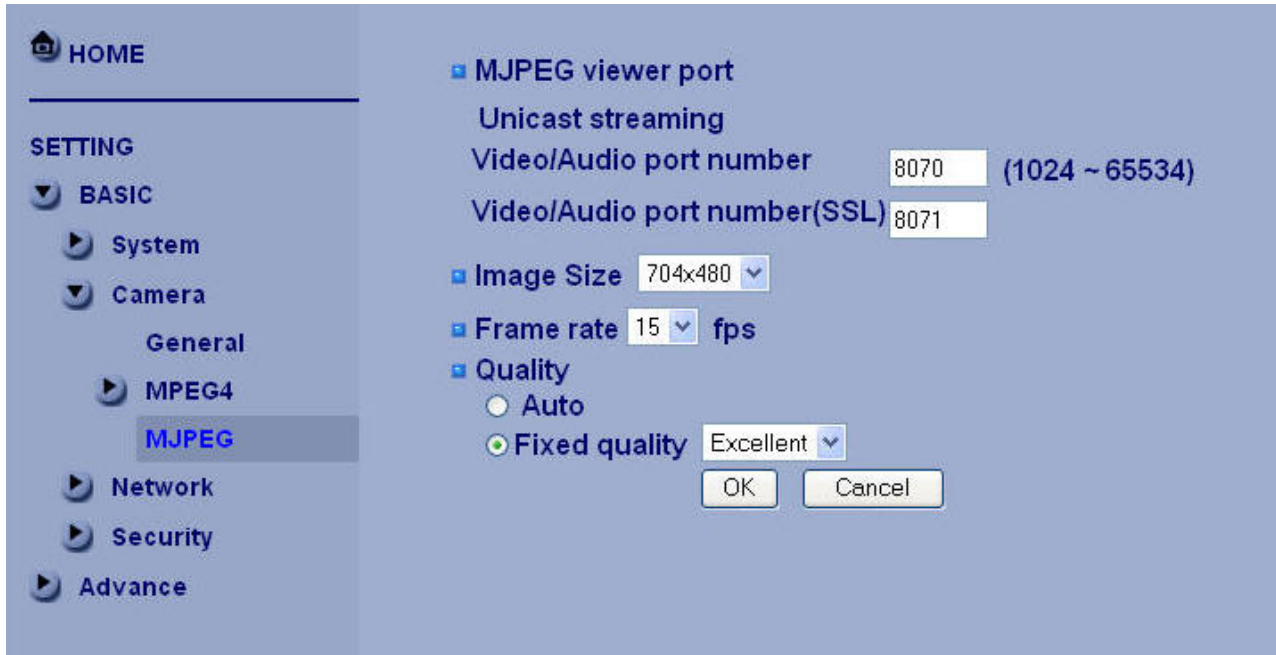 HOME
SETTING
BASIC
System
Camera
General
MPEG4
MJPEG
Network
Security
Advance
MJPEG viewer port
Unicast streaming
Video/Audio port number 8070 (1024 ~ 65534)
Video/Audio port number(SSL) 8071
Image Size 704x480
Frame rate 15 fps
Quality
Auto
Fixed quality Excellent
OK Cancel